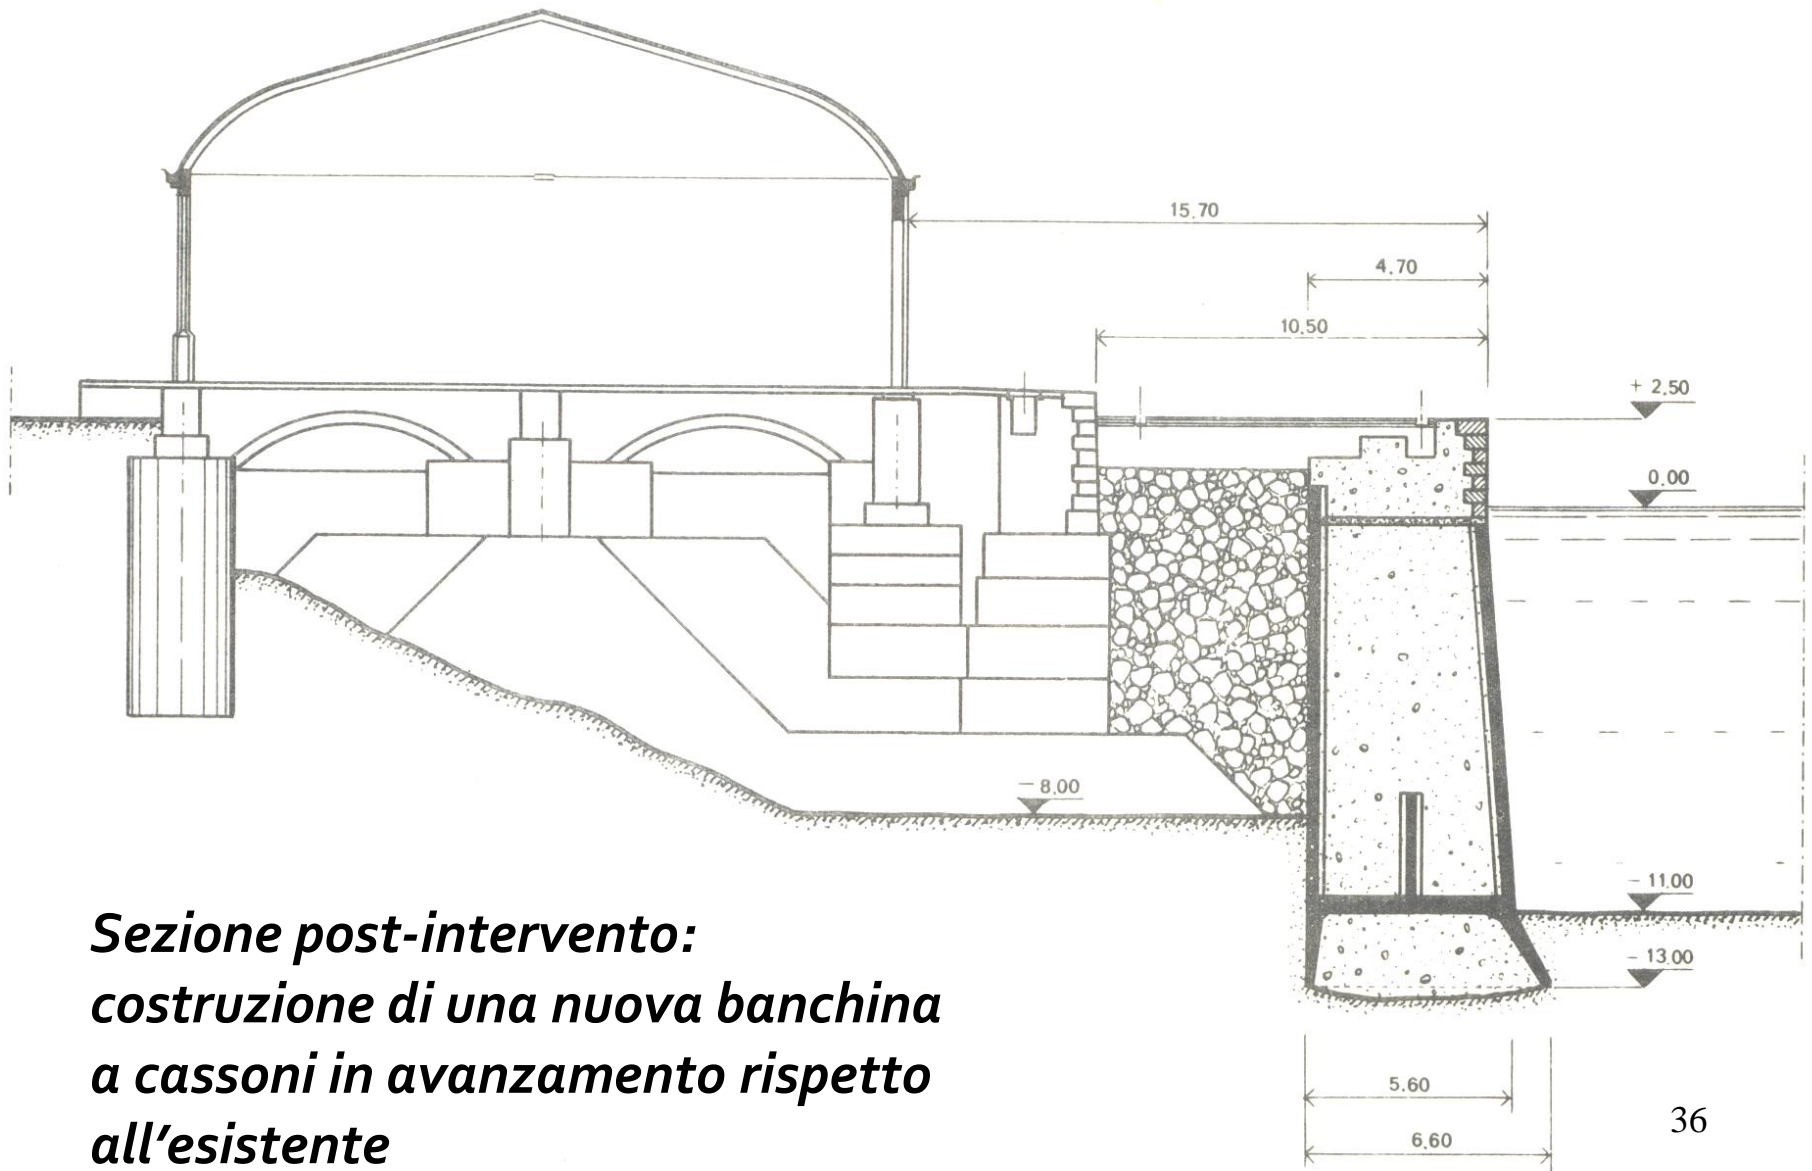 15.70
4.70
10.50
+ 2.50
0.00
– 8.00
– 11.00
– 13.00
Sezione post-intervento:
costruzione di una nuova banchina
a cassoni in avanzamento rispetto
all’esistente
5.60
6.60
36